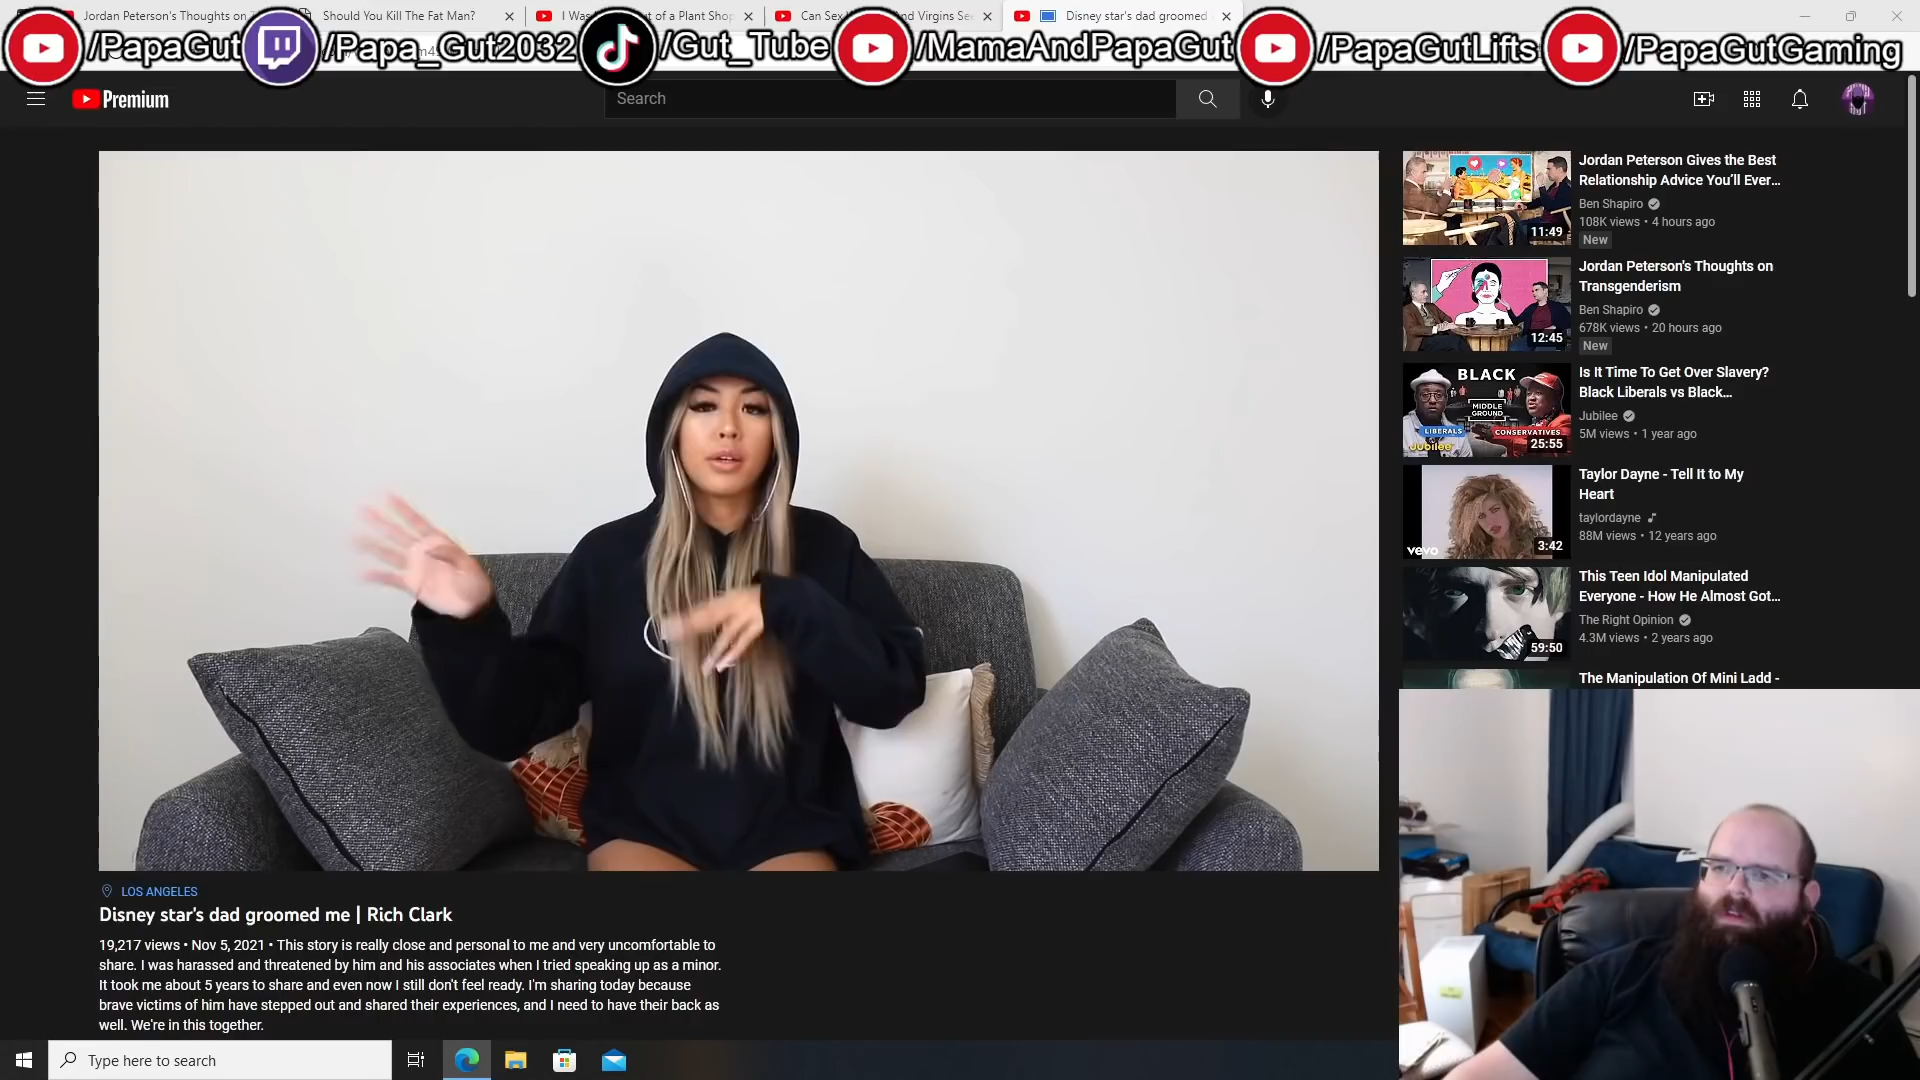 Jordan Peterson's Thoughts on
Should You Kill The Fat Man?
Can Sex
Disney star's dad groomed
/PapaGut
/Papa_Gut2032
/Gut_Tube
/MamaAndPapaGut
/PapaGutLifts
/PapaGutGaming
Premium
Search
Jordan Peterson Gives the Best
Relationship Advice You'll Ever...
Ben Shapiro
108K views • 4 hours ago
New
11:49
Jordan Peterson's Thoughts on
Transgenderism
Ben Shapiro
678K views • 20 hours ago
New
12:45
BLACK
MIDDLE
GROUND
LIBERALS
CONSERVATIVES
Jubilee
25:55
Is It Time To Get Over Slavery?
Black Liberals vs Black...
Jubilee
5M views • 1 year ago
vevo
3:42
Taylor Dayne - Tell It to My
Heart
taylordayne
88M views • 12 years ago
59:50
This Teen Idol Manipulated
Everyone - How He Almost Got...
The Right Opinion
4.3M views • 2 years ago
The Manipulation Of Mini Ladd -
LOS ANGELES
Disney star's dad groomed me | Rich Clark
19,217 views • Nov 5, 2021 • This story is really close and personal to me and very uncomfortable to
share. I was harassed and threatened by him and his associates when I tried speaking up as a minor.
It took me about 5 years to share and even now I still don't feel ready. I'm sharing today because
brave victims of him have stepped out and shared their experiences, and I need to have their back as
well. We're in this together.
Type here to search